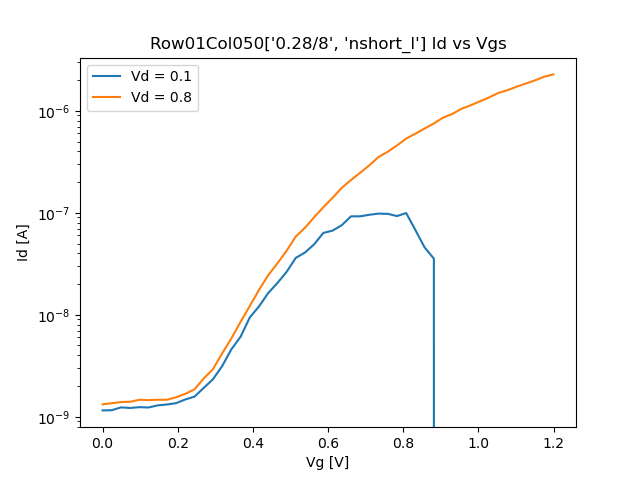 Row01Col050['0.28/8', 'nshort_l'] Id vs Vgs
Vd = 0.1
Vd = 0.8
Id [A]
10⁻⁶
10⁻⁷
10⁻⁸
10⁻⁹
0.0 0.2 0.4 0.6 0.8 1.0 1.2
Vg [V]